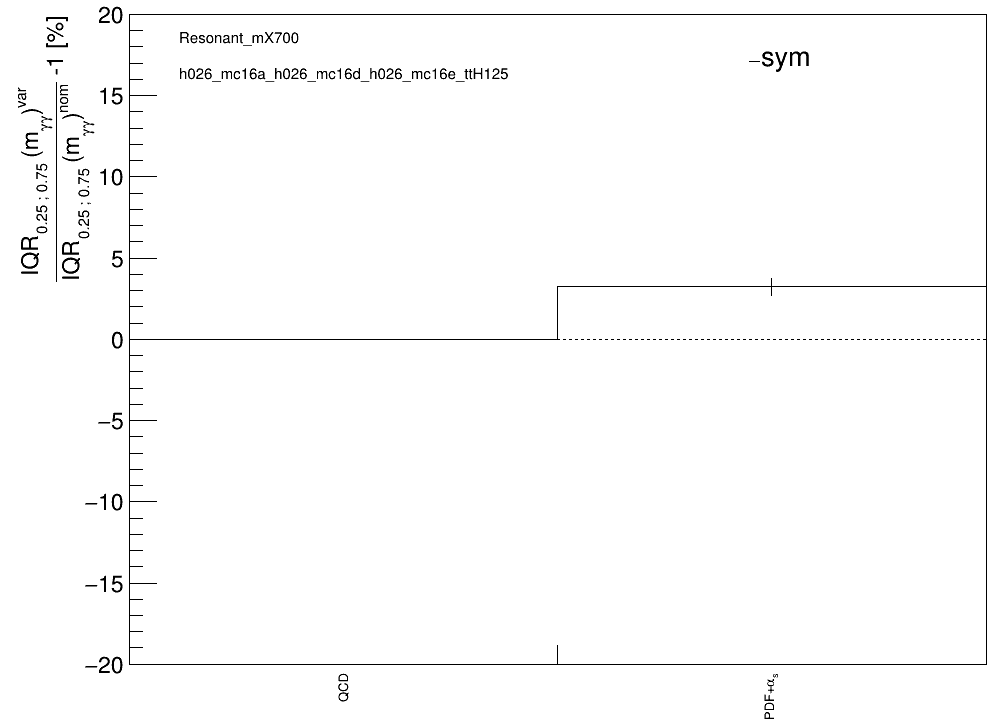 IQR0.25 ; 0.75 (mγγ)var
IQR0.25 ; 0.75 (mγγ)nom
-1 [%]
Resonant_mX700
h026_mc16a_h026_mc16d_h026_mc16e_ttH125
sym
20
15
10
5
0
−5
−10
−15
−20
QCD
PDF+αs